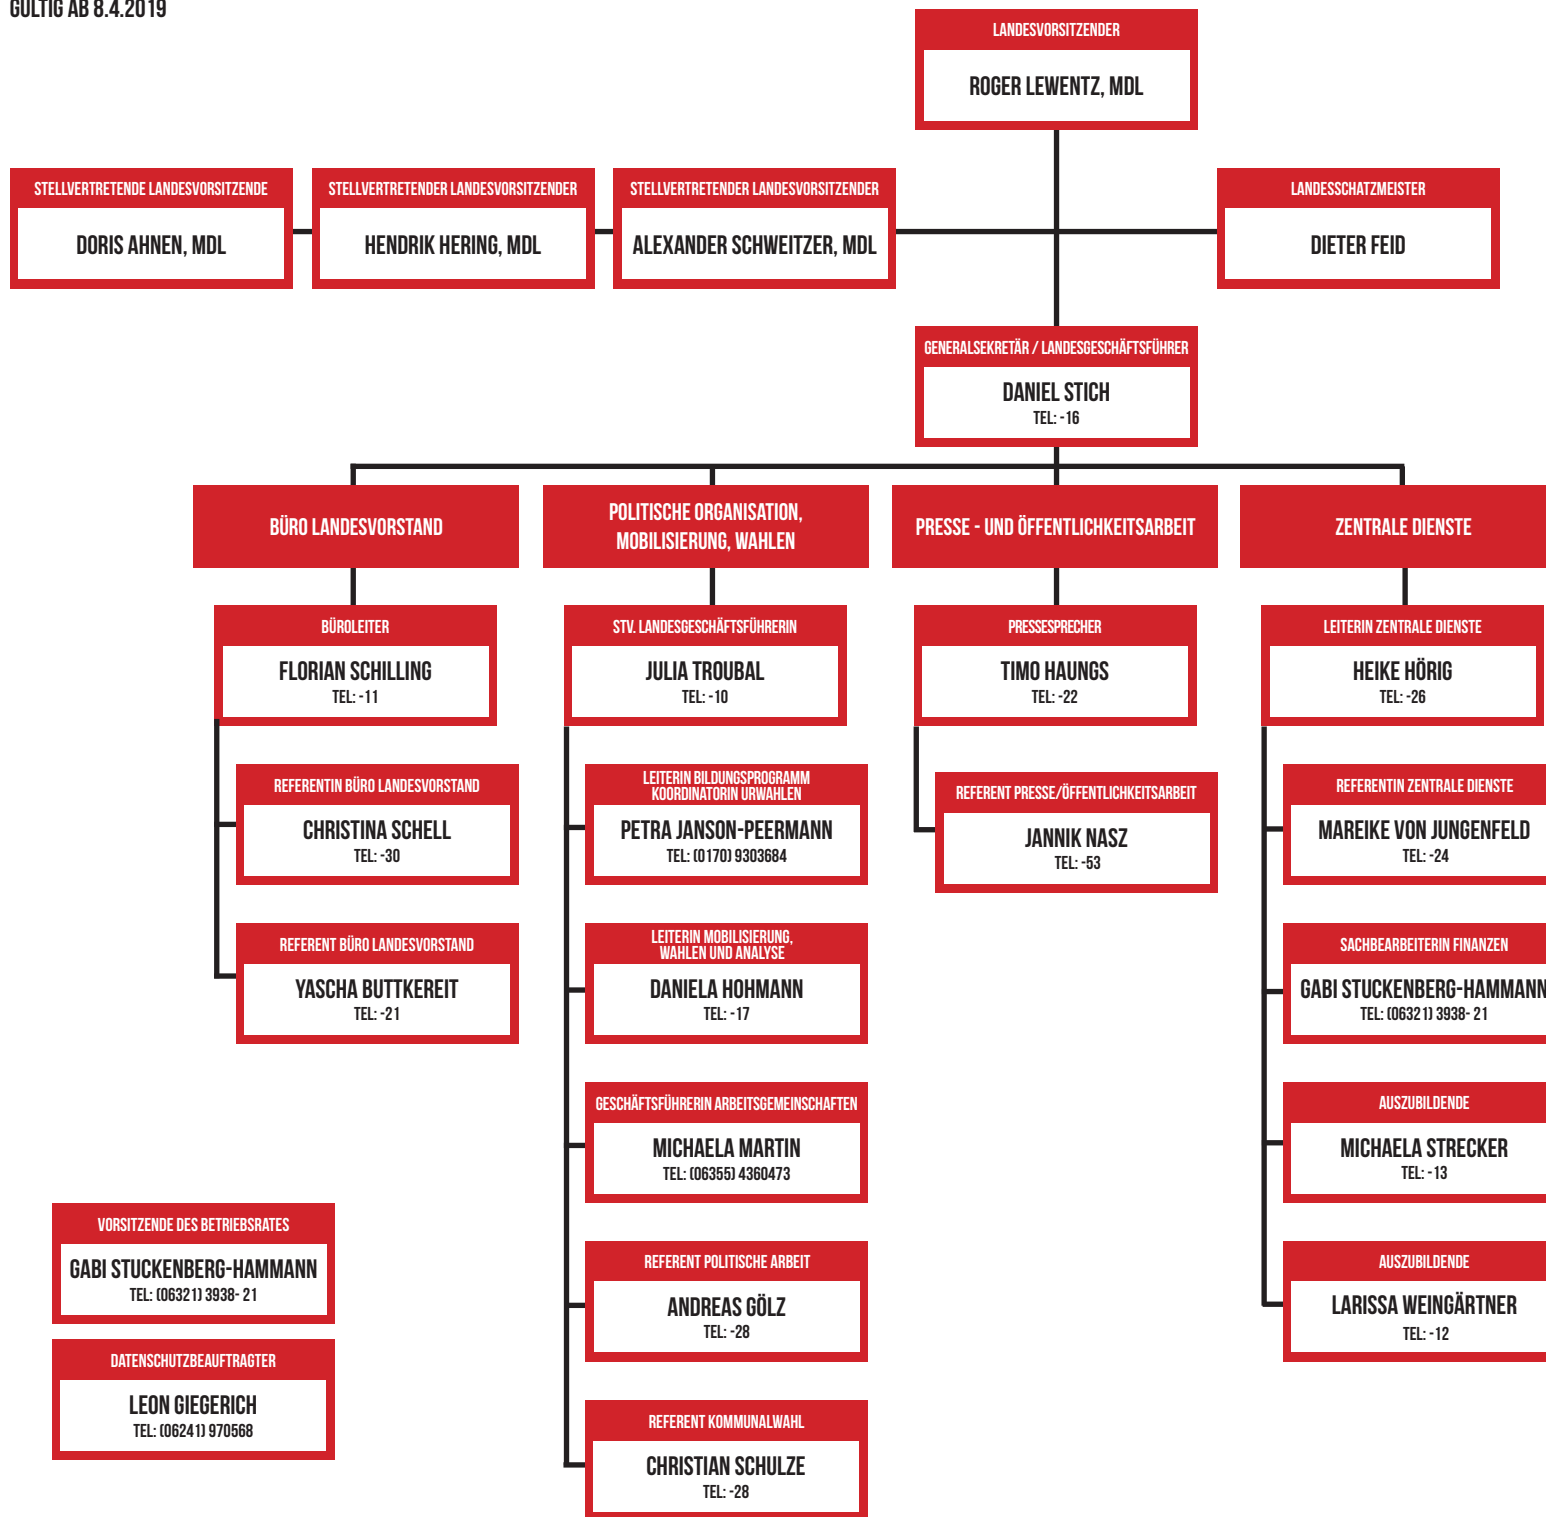 GÜLTIG AB 8.4.2019
LANDESVORSITZENDER
ROGER LEWENTZ, MDL
STELLVERTRETENDE LANDESVORSITZENDE
DORIS AHNEN, MDL
STELLVERTRETENDER LANDESVORSITZENDER
HENDRIK HERING, MDL
STELLVERTRETENDER LANDESVORSITZENDER
ALEXANDER SCHWEITZER, MDL
LANDESSCHATZMEISTER
DIETER FEID
GENERALSEKRETÄR / LANDESGESCHÄFTSFÜHRER
DANIEL STICH
TEL: -16
BÜRO LANDESVORSTAND
BÜROLEITER
FLORIAN SCHILLING
TEL: -11
REFERENTIN BÜRO LANDESVORSTAND
CHRISTINA SCHELL
TEL: -30
REFERENT BÜRO LANDESVORSTAND
YASCHA BUTTKEREIT
TEL: -21
POLITISCHE ORGANISATION,
MOBILISIERUNG, WAHLEN
STV. LANDESGESCHÄFTSFÜHRERIN
JULIA TROUBAL
TEL: -10
LEITERIN BILDUNGSPROGRAMM
KOORDINATORIN URWAHLEN
PETRA JANSON-PEERMANN
TEL: (0170) 9303684
LEITERIN MOBILISIERUNG,
WAHLEN UND ANALYSE
DANIELA HOHMANN
TEL: -17
GESCHÄFTSFÜHRERIN ARBEITSGEMEINSCHAFTEN
MICHAELA MARTIN
TEL: (06355) 4360473
REFERENT POLITISCHE ARBEIT
ANDREAS GÖLZ
TEL: -28
REFERENT KOMMUNALWAHL
CHRISTIAN SCHULZE
TEL: -28
PRESSE - UND ÖFFENTLICHKEITSARBEIT
PRESSESPRECHER
TIMO HAUNGS
TEL: -22
REFERENT PRESSE/ÖFFENTLICHKEITSARBEIT
JANNIK NASZ
TEL: -53
ZENTRALE DIENSTE
LEITERIN ZENTRALE DIENSTE
HEIKE HÖRIG
TEL: -26
REFERENTIN ZENTRALE DIENSTE
MAREIKE VON JUNGENFELD
TEL: -24
SACHBEARBEITERIN FINANZEN
GABI STUCKENBERG-HAMMANN
TEL: (06321) 3938- 21
AUSZUBILDENDE
MICHAELA STRECKER
TEL: -13
AUSZUBILDENDE
LARISSA WEINGÄRTNER
TEL: -12
VORSITZENDE DES BETRIEBSRATES
GABI STUCKENBERG-HAMMANN
TEL: (06321) 3938- 21
DATENSCHUTZBEAUFTRAGTER
LEON GIEGERICH
TEL: (06241) 970568